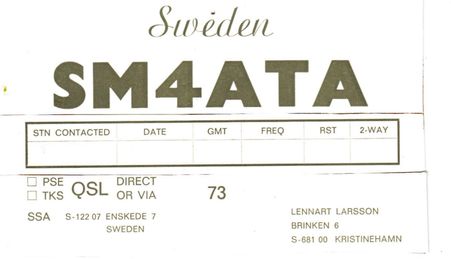 Sweden
SM4ATA
STN CONTACTED DATE GMT FREQ RST 2-WAY
PSE QSL DIRECT 73
TKS OR VIA
SSA S-122 07 ENSKEDE 7
SWEDEN
LENNART LARSSON
BRINKEN 6
S-681 00 KRISTINEHAMN